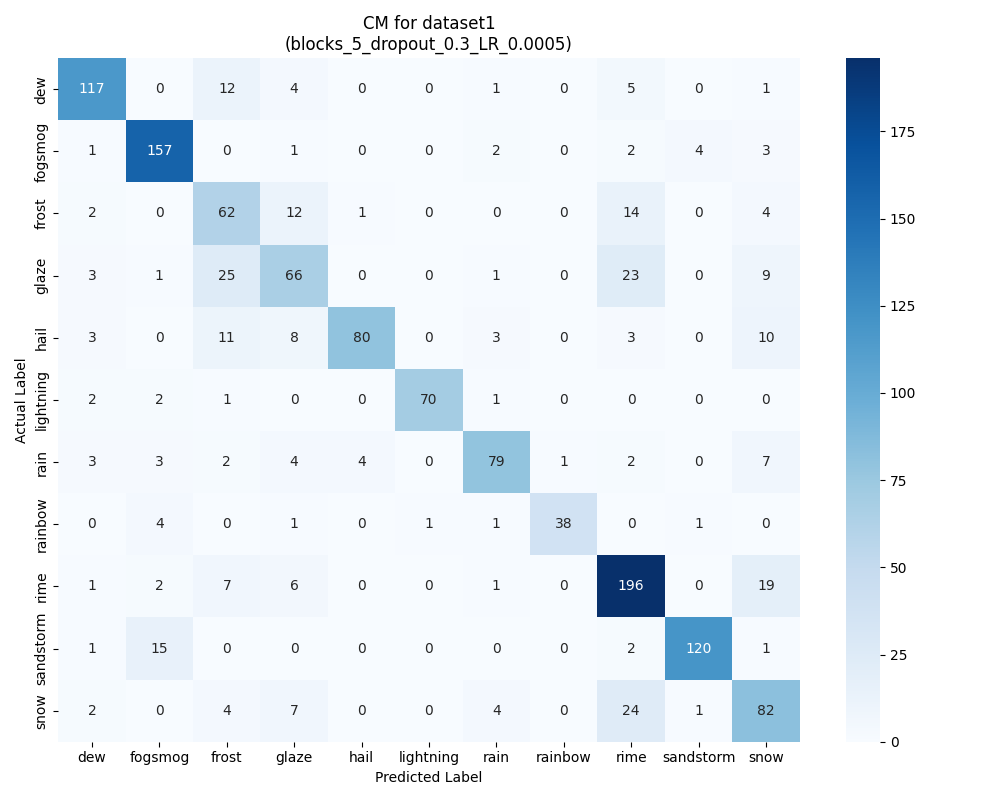 CM for dataset1
(blocks_5_dropout_0.3_LR_0.0005)
dew 117 0 12 4 0 0 1 0 5 0 1
fogsmog 1 157 0 1 0 0 2 0 2 4 3
frost 2 0 62 12 1 0 0 0 14 0 4
glaze 3 1 25 66 0 0 1 0 23 0 9
hail 3 0 11 8 80 0 3 0 3 0 10
lightning 2 2 1 0 0 70 1 0 0 0 0
rain 3 3 2 4 4 0 79 1 2 0 7
rainbow 0 4 0 1 0 1 1 38 0 1 0
rime 1 2 7 6 0 0 1 0 196 0 19
sandstorm 1 15 0 0 0 0 0 0 2 120 1
snow 2 0 4 7 0 0 4 0 24 1 82
dew fogsmog frost glaze hail lightning rain rainbow rime sandstorm snow
Predicted Label
Actual Label
175
150
125
100
75
50
25
0